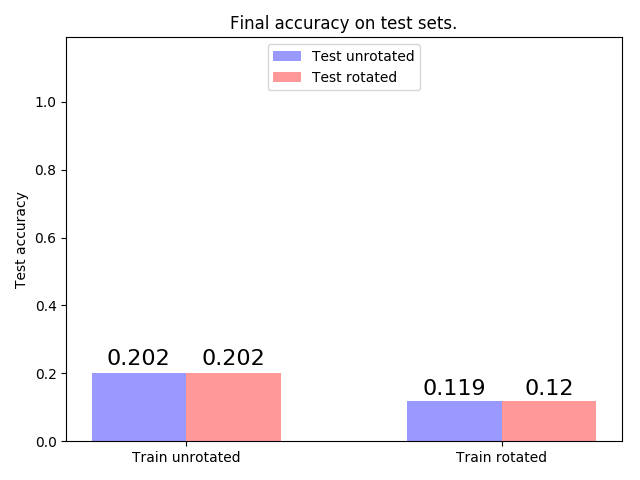 Final accuracy on test sets.
Test unrotated
Test rotated
1.0
0.8
0.6
0.4
0.2
0.0
Test accuracy
0.202
0.202
0.119
0.12
Train unrotated
Train rotated